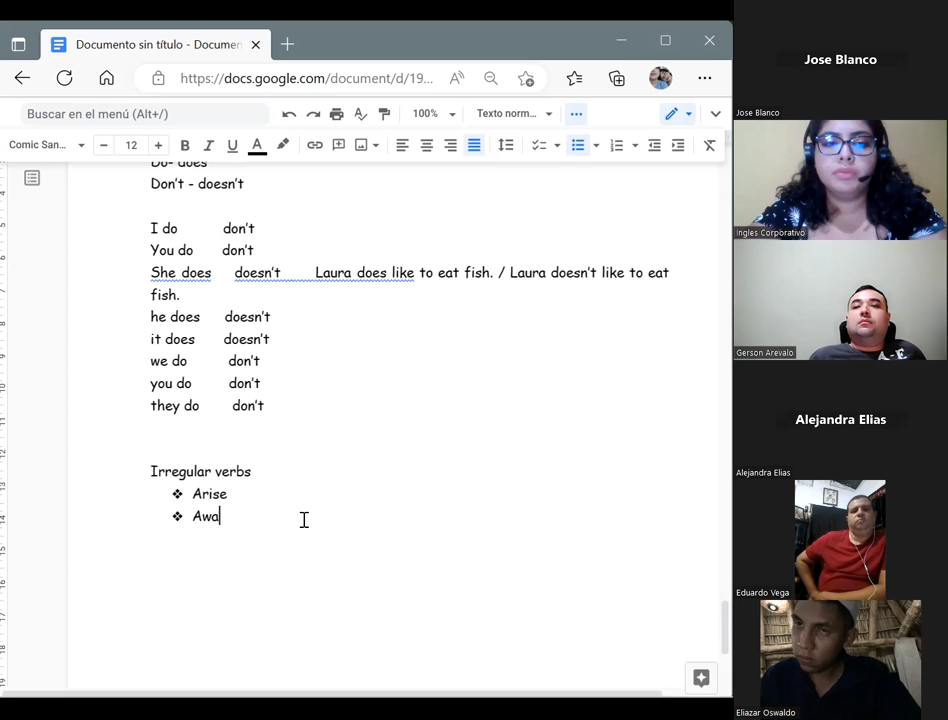 Documento sin título - Documen
https://docs.google.com/document/d/19...
Buscar en el menú (Alt+/)
100%
Texto norm...
Comic San...
12
Do- does
Don't - doesn't
I do don't
You do don't
She does doesn't Laura does like to eat fish. / Laura doesn't like to eat
fish.
he does doesn't
it does doesn't
we do don't
you do don't
they do don't
Irregular verbs
❖ Arise
❖ Awa
Jose Blanco
Jose Blanco
Ingles Corporativo
Gerson Arevalo
Alejandra Elias
Alejandra Elias
Eduardo Vega
Eliazar Oswaldo